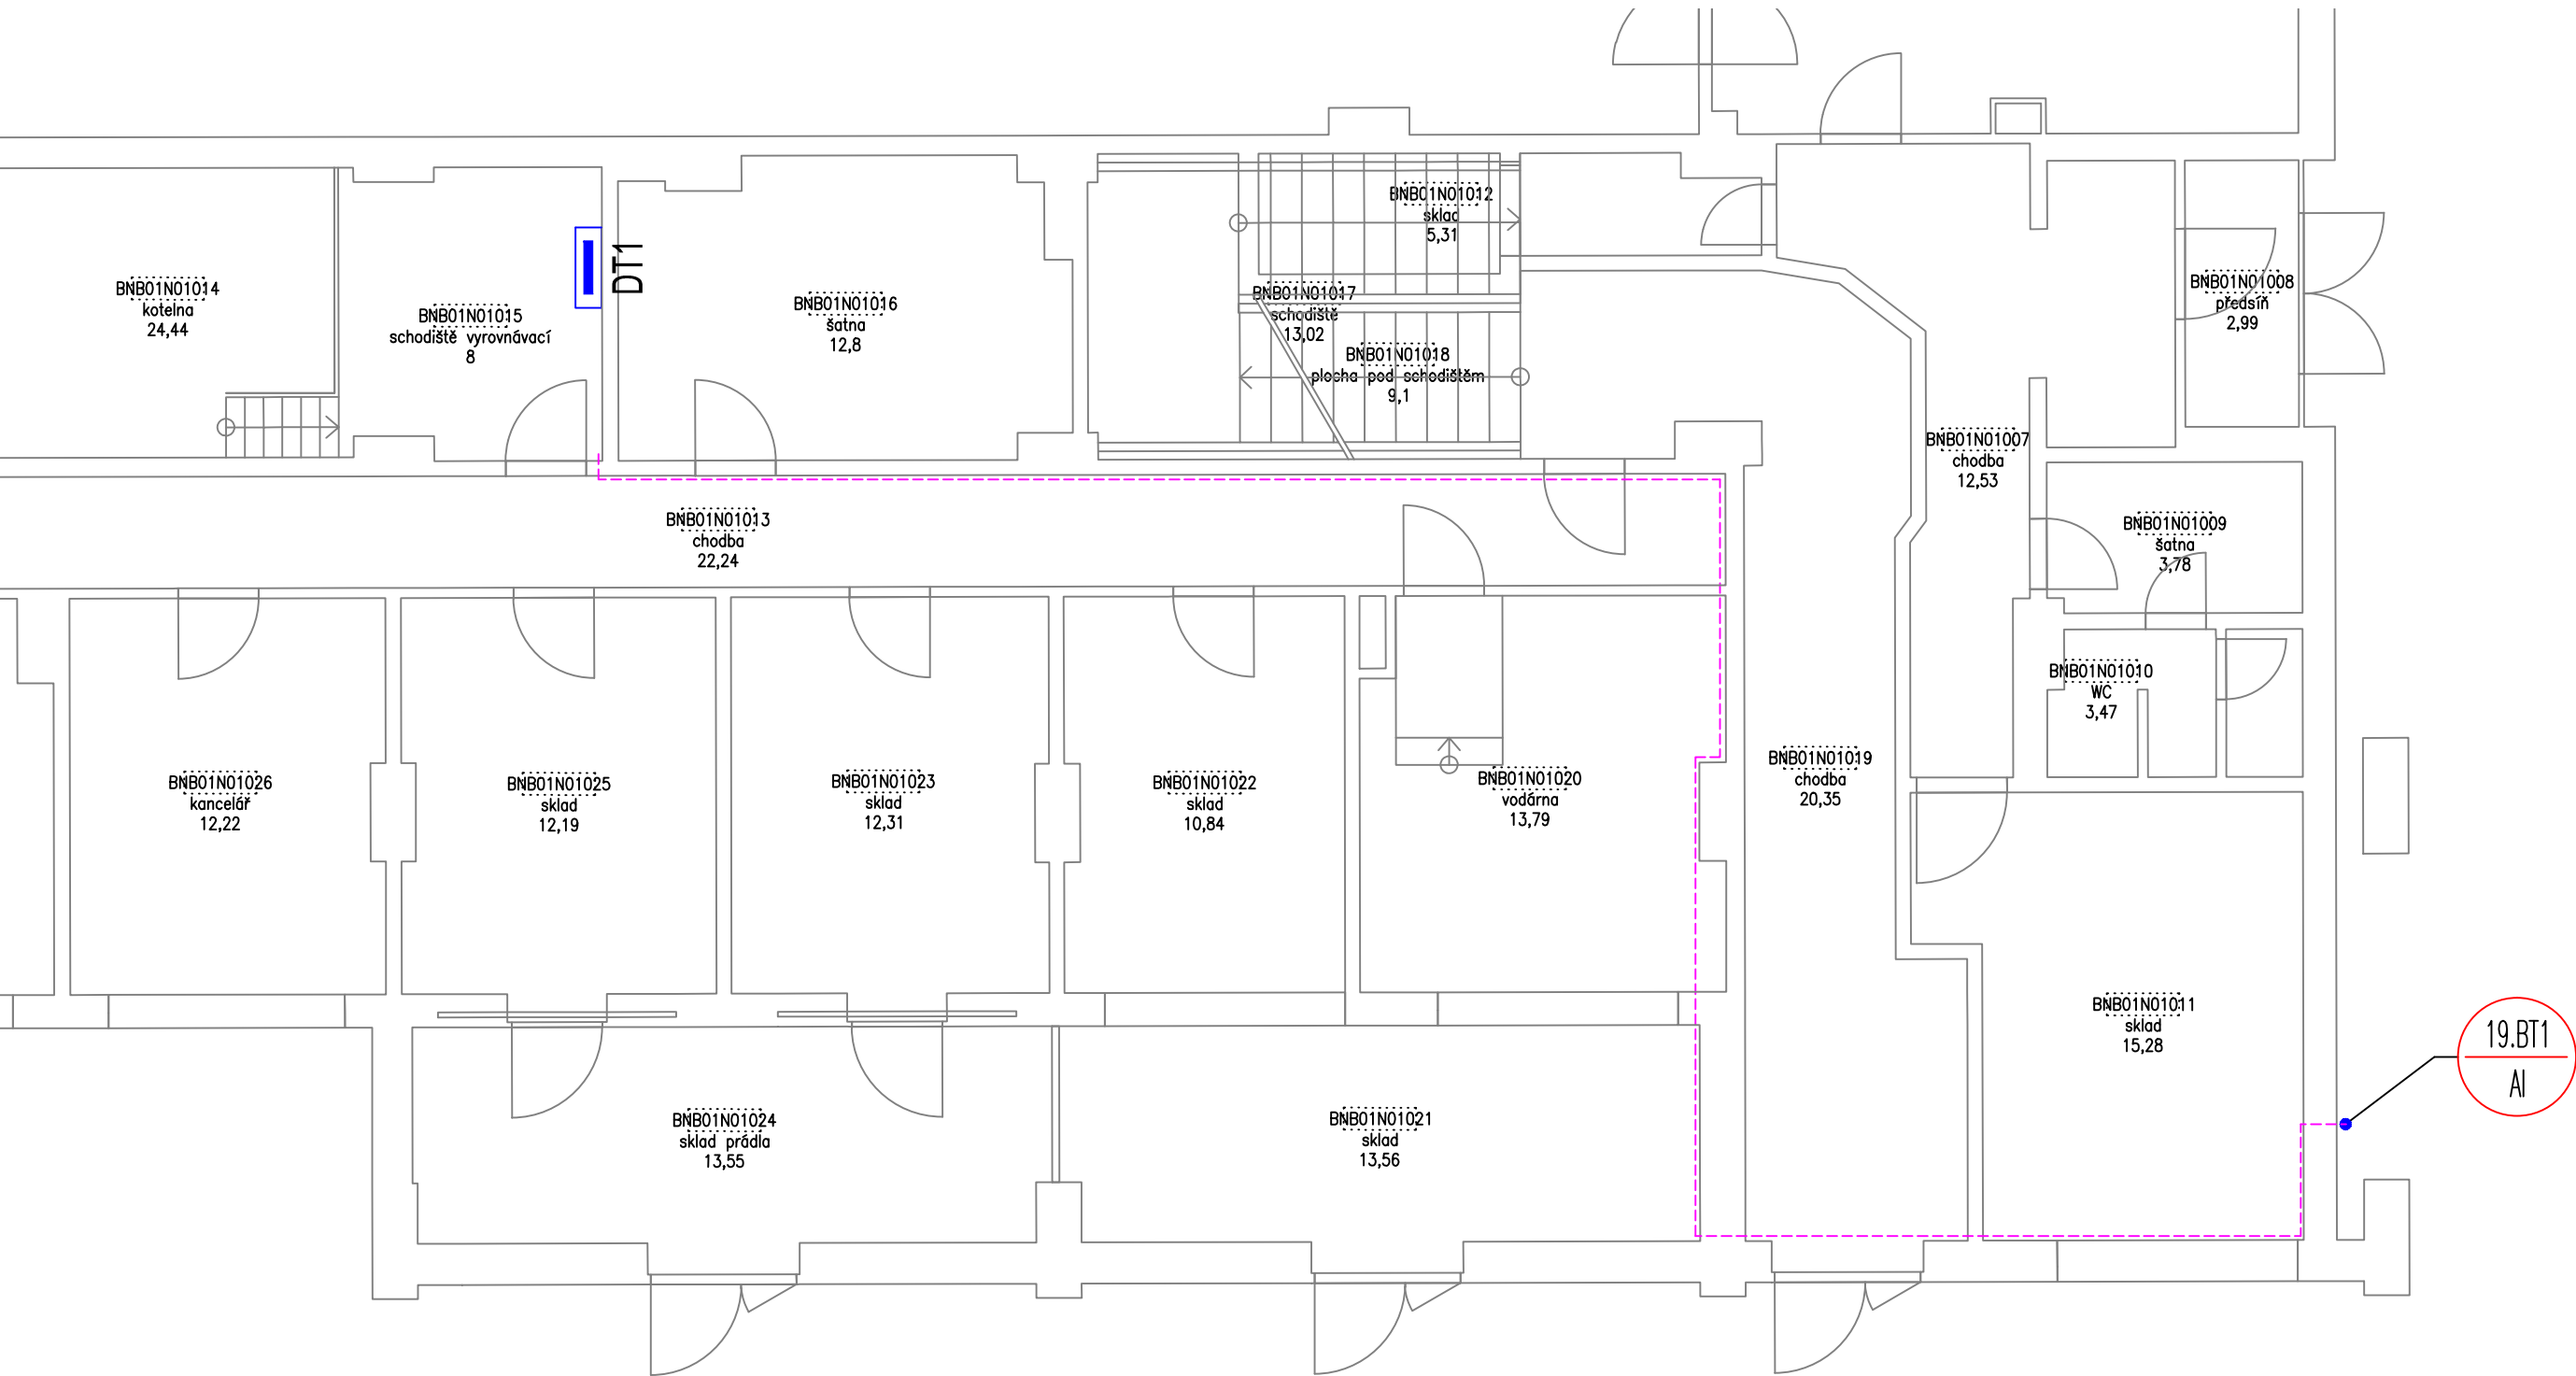 BNB01N01012
sklad
5,31
BNB01N01014
kotelna
24,44
BNB01N01015
schodiště vyrovnávací
8
DT1
BNB01N01016
šatna
12,8
BNB01N01017
schodiště
13,02
BNB01N01018
plocha pod schodištěm
9,1
BNB01N01008
předsíň
2,99
BNB01N01007
chodba
12,53
BNB01N01013
chodba
22,24
BNB01N01009
šatna
3,78
BNB01N01010
WC
3,47
BNB01N01026
kancelář
12,22
BNB01N01025
sklad
12,19
BNB01N01023
sklad
12,31
BNB01N01022
sklad
10,84
BNB01N01020
vodárna
13,79
BNB01N01019
chodba
20,35
BNB01N01011
sklad
15,28
19.BT1
AI
BNB01N01024
sklad prádla
13,55
BNB01N01021
sklad
13,56